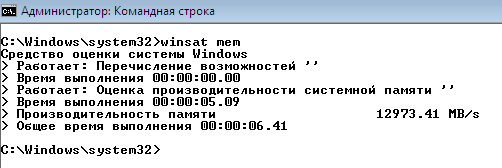 Администратор: Командная строка
C:\Windows\system32>winsat mem
Средство оценки системы Windows
> Работает: Перечисление возможностей ''
> Время выполнения 00:00:00.00
> Работает: Оценка производительности системной памяти ''
> Время выполнения 00:00:05.09
> Производительность памяти 12973.41 MB/s
> Общее время выполнения 00:00:06.41
C:\Windows\system32>